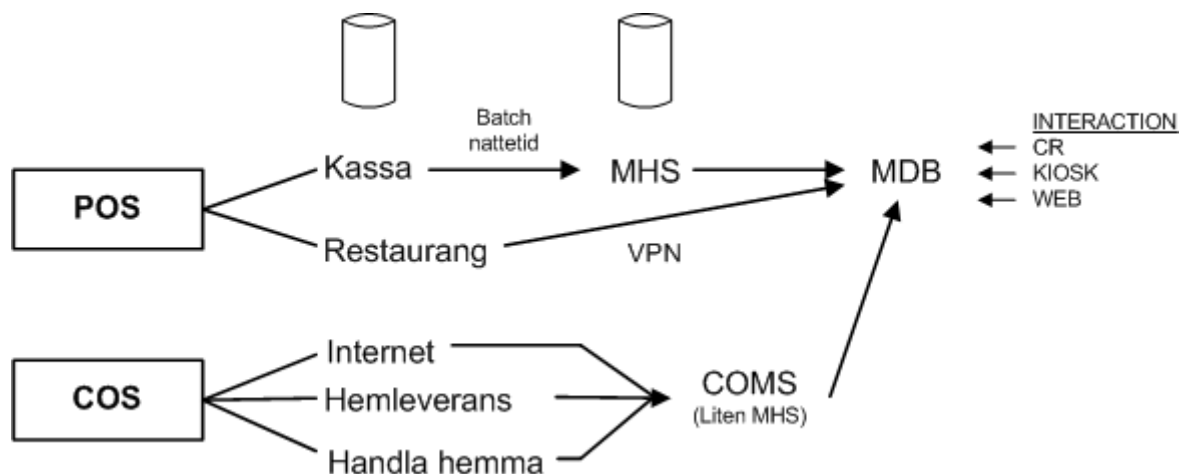 Batch
nattetid
INTERACTION
CR
KIOSK
WEB
Kassa
MHS
MDB
POS
Restaurang
VPN
Internet
COS
Hemleverans
COMS
(Liten MHS)
Handla hemma